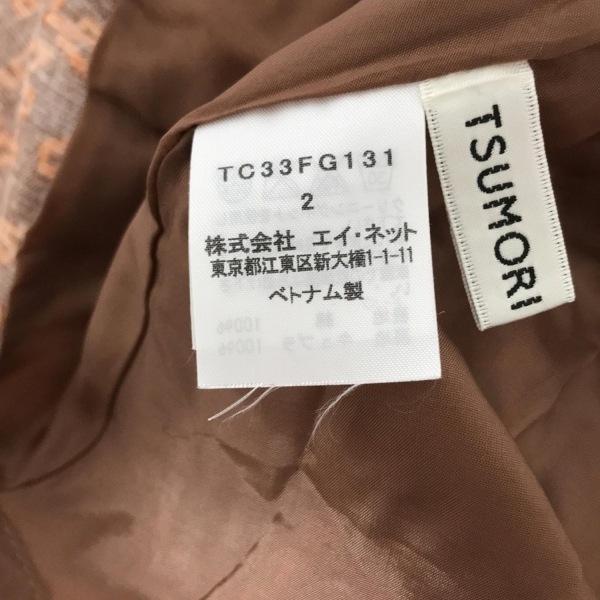 TC33FG131
2
株式会社 エイ・ネット
東京都江東区新大橋1-1-11
ベトナム製
TSUMORI